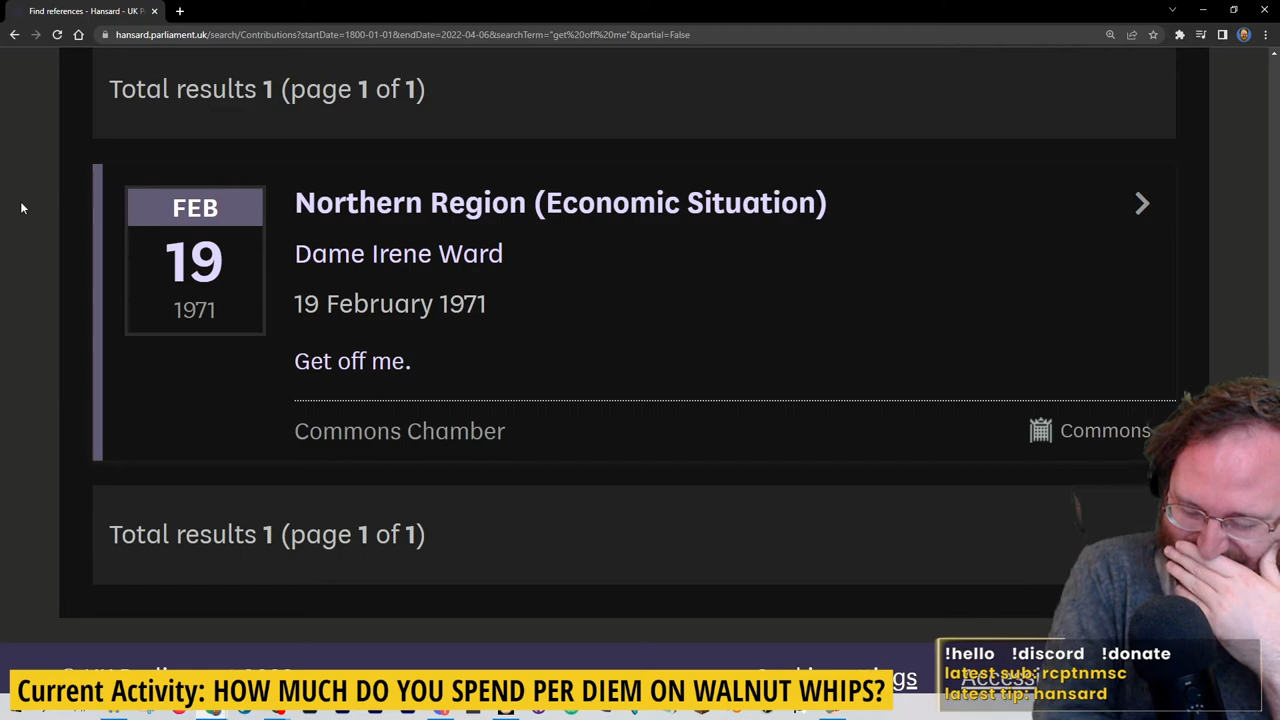 Find references - Hansard - UK P
hansard.parliament.uk/search/Contributions?startDate=1800-01-01&endDate=2022-04-06&searchTerm="get%20off%20me"&partial=False
Total results 1 (page 1 of 1)
FEB
19
1971
Northern Region (Economic Situation)
Dame Irene Ward
19 February 1971
Get off me.
Commons Chamber
Commons
Total results 1 (page 1 of 1)
!hello !discord !donate
latest sub: rcptnmsc
latest tip: hansard
Current Activity: HOW MUCH DO YOU SPEND PER DIEM ON WALNUT WHIPS?